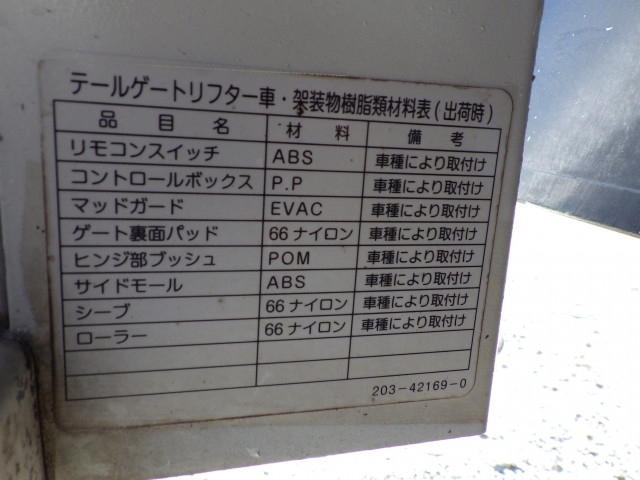 テールゲートリフター車・架装物樹脂類材料表(出荷時)
品目名 材料 備考
リモコンスイッチ ABS 車種により取付け
コントロールボックス P.P 車種により取付け
マッドガード EVAC 車種により取付け
ゲート裏面パッド 66ナイロン 車種により取付け
ヒンジ部ブッシュ POM 車種により取付け
サイドモール ABS 車種により取付け
シーブ 66ナイロン 車種により取付け
ローラー 66ナイロン 車種により取付け
203-42169-0